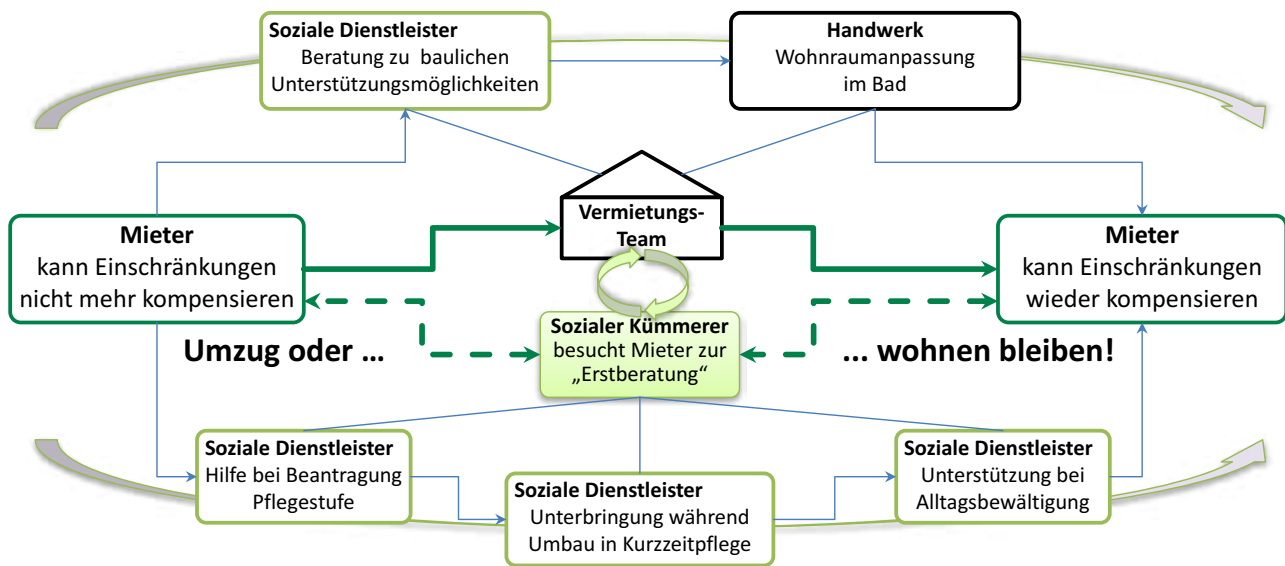 Soziale Dienstleister
Beratung zu baulichen
Unterstützungsmöglichkeiten
Handwerk
Wohnraumanpassung
im Bad
Vermietungs-
Team
Mieter
kann Einschränkungen
nicht mehr kompensieren
Mieter
kann Einschränkungen
wieder kompensieren
Sozialer Kümmerer
besucht Mieter zur
„Erstberatung“
Umzug oder ...
... wohnen bleiben!
Soziale Dienstleister
Hilfe bei Beantragung
Pflegestufe
Soziale Dienstleister
Unterbringung während
Umbau in Kurzzeitpflege
Soziale Dienstleister
Unterstützung bei
Alltagsbewältigung